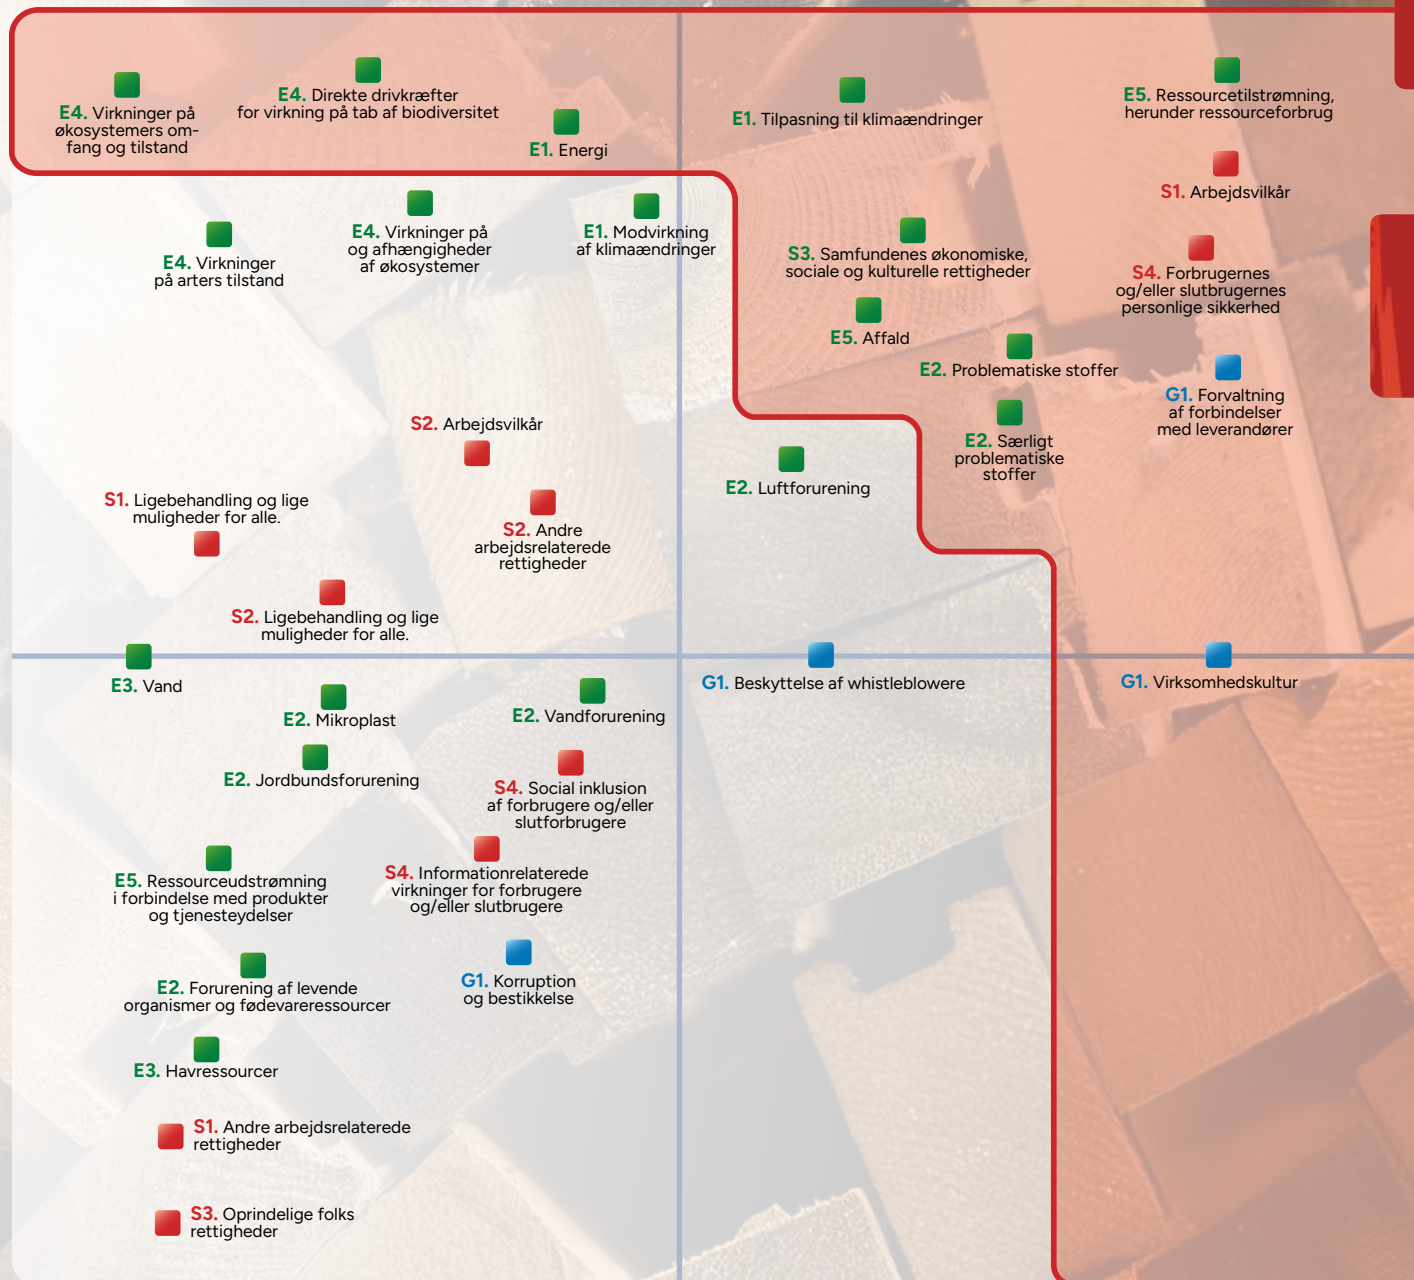 E4. Virkninger på
økosystemers om-
fang og tilstand
E4. Direkte drivkræfter
for virkning på tab af biodiversitet
E1. Energi
E1. Tilpasning til klimaændringer
E5. Ressourcetilstrømning,
herunder ressourceforbrug
S1. Arbejdsvilkår
E4. Virkninger
på arters tilstand
E4. Virkninger på
og afhængigheder
af økosystemer
E1. Modvirkning
af klimaændringer
S3. Samfundenes økonomiske,
sociale og kulturelle rettigheder
S4. Forbrugernes
og/eller slutbrugernes
personlige sikkerhed
E5. Affald
E2. Problematiske stoffer
G1. Forvaltning
af forbindelser
med leverandører
E2. Særligt
problematiske
stoffer
S2. Arbejdsvilkår
E2. Luftforurening
S1. Ligebehandling og lige
muligheder for alle.
S2. Andre
arbejdsrelaterede
rettigheder
S2. Ligebehandling og lige
muligheder for alle.
E3. Vand
G1. Beskyttelse af whistleblowere
G1. Virksomhedskultur
E2. Mikroplast
E2. Vandforurening
E2. Jordbundsforurening
S4. Social inklusion
af forbrugere og/eller
slutforbrugere
E5. Ressourceudstrømning
i forbindelse med produkter
og tjenesteydelser
S4. Informationrelaterede
virkninger for forbrugere
og/eller slutbrugere
E2. Forurening af levende
organismer og fødevareressourcer
G1. Korruption
og bestikkelse
E3. Havressourcer
S1. Andre arbejdsrelaterede
rettigheder
S3. Oprindelige folks
rettigheder